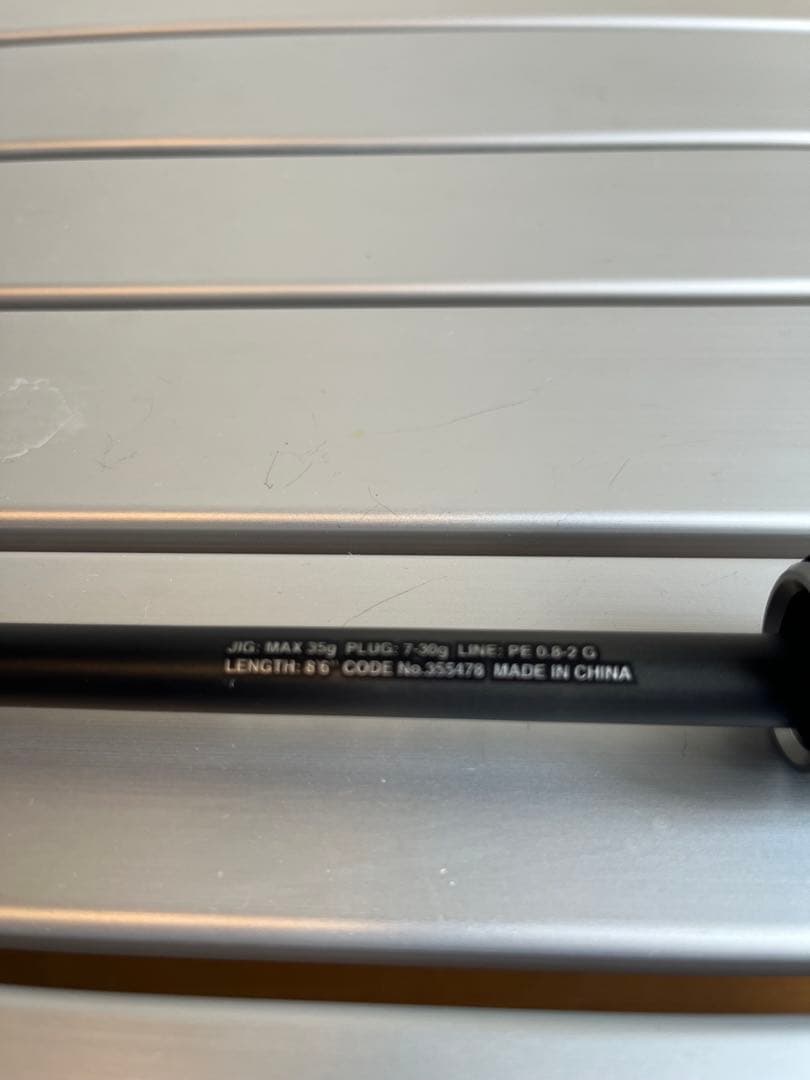 JIG: MAX 35g PLUG: 7-30g LINE: PE 0.8-2 G
LENGTH: 8'6" CODE No.355478 MADE IN CHINA